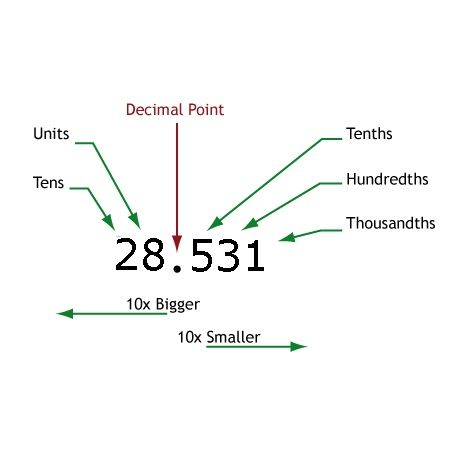 Decimal Point
Units
Tenths
Tens
Hundredths
Thousandths
28.531
10x Bigger
10x Smaller